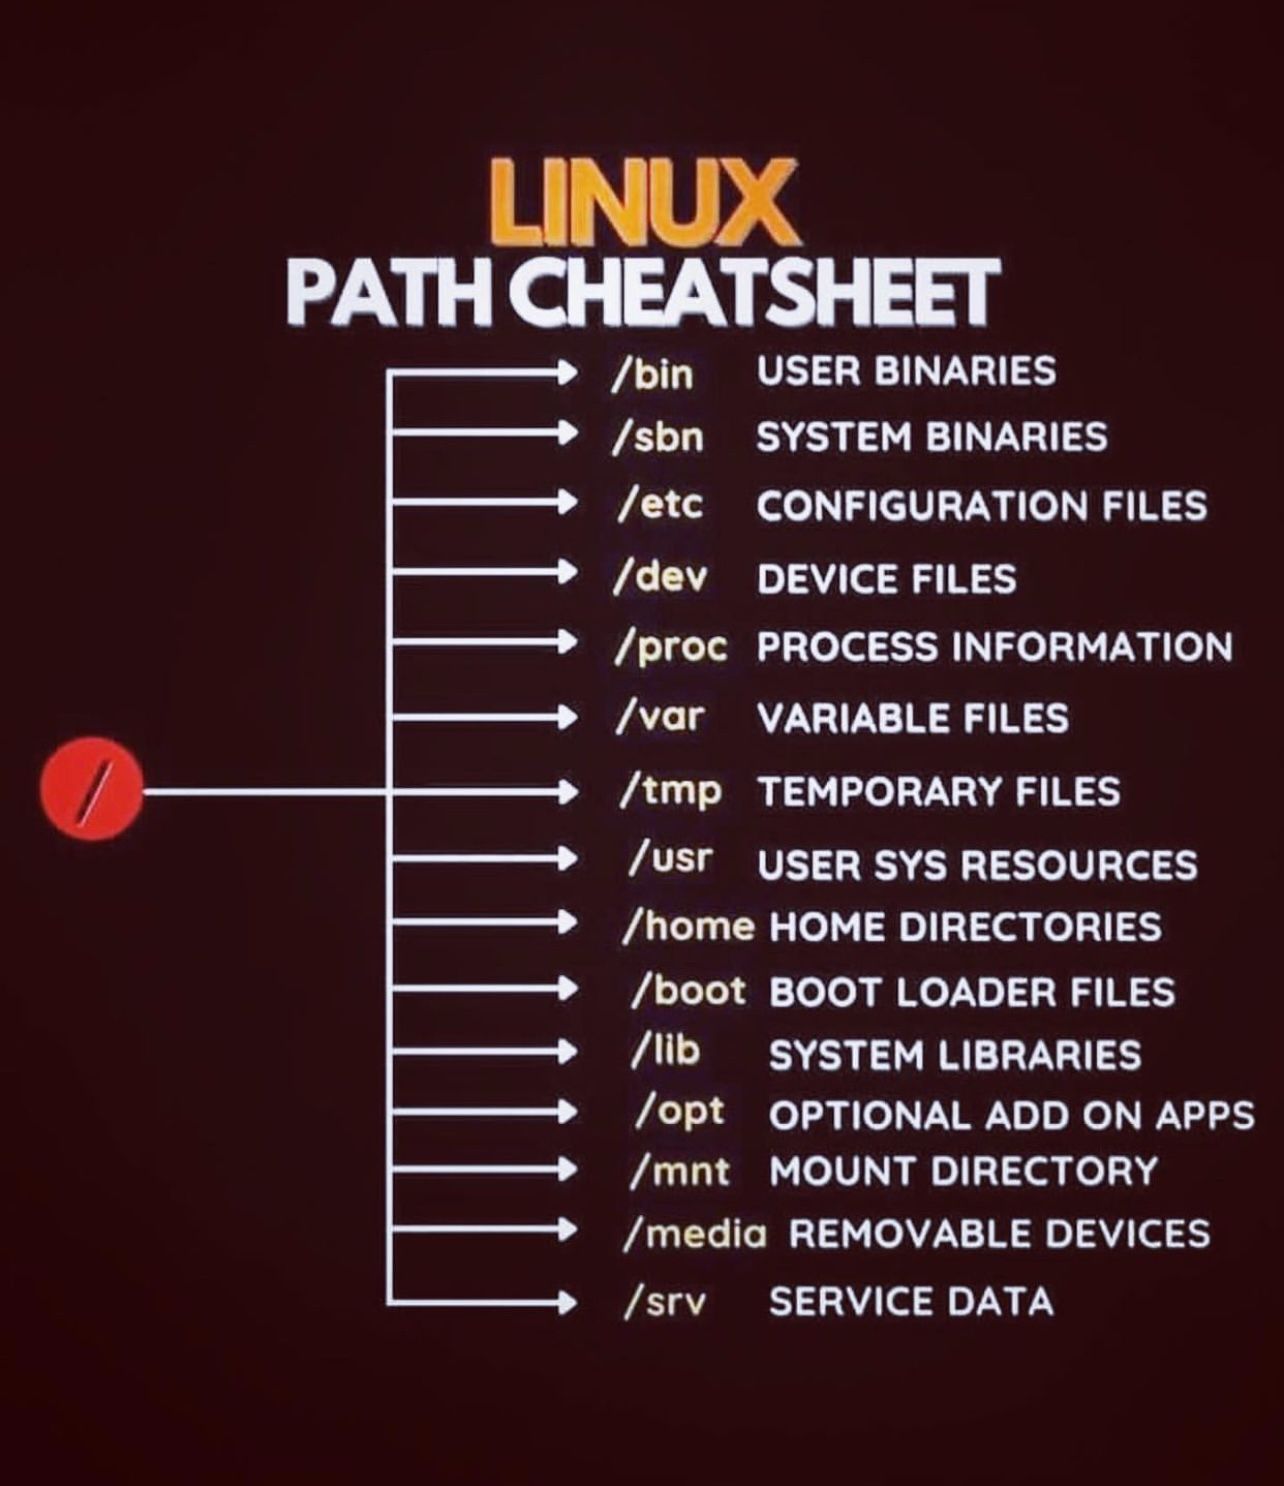 LINUX
PATH CHEATSHEET
/bin USER BINARIES
/sbn SYSTEM BINARIES
/etc CONFIGURATION FILES
/dev DEVICE FILES
/proc PROCESS INFORMATION
/var VARIABLE FILES
/
/tmp TEMPORARY FILES
/usr USER SYS RESOURCES
/home HOME DIRECTORIES
/boot BOOT LOADER FILES
/lib SYSTEM LIBRARIES
/opt OPTIONAL ADD ON APPS
/mnt MOUNT DIRECTORY
/media REMOVABLE DEVICES
/srv SERVICE DATA